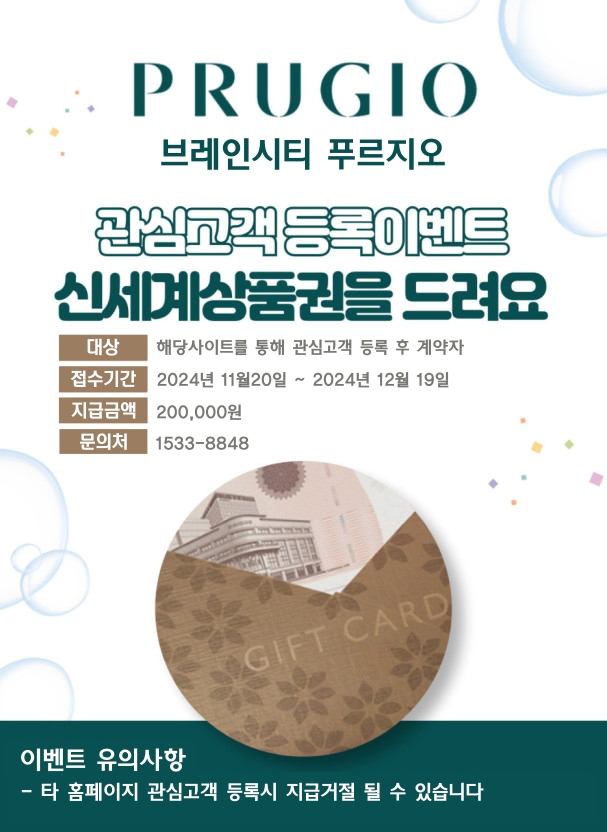 PRUGIO
브레인시티 푸르지오
관심고객 등록이벤트
신세계상품권을 드려요
대상 해당사이트를 통해 관심고객 등록 후 계약자
접수기간 2024년 11월20일 ~ 2024년 12월 19일
지급금액 200,000원
문의처 1533-8848
GIFT CARD
이벤트 유의사항
- 타 홈페이지 관심고객 등록시 지급거절 될 수 있습니다